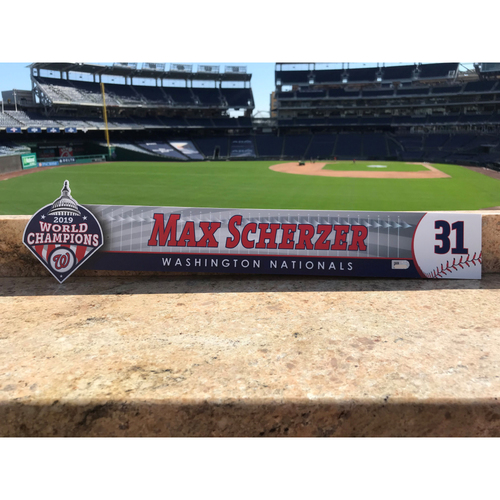 2019
WORLD
CHAMPIONS
W
MAX SCHERZER
WASHINGTON NATIONALS
31